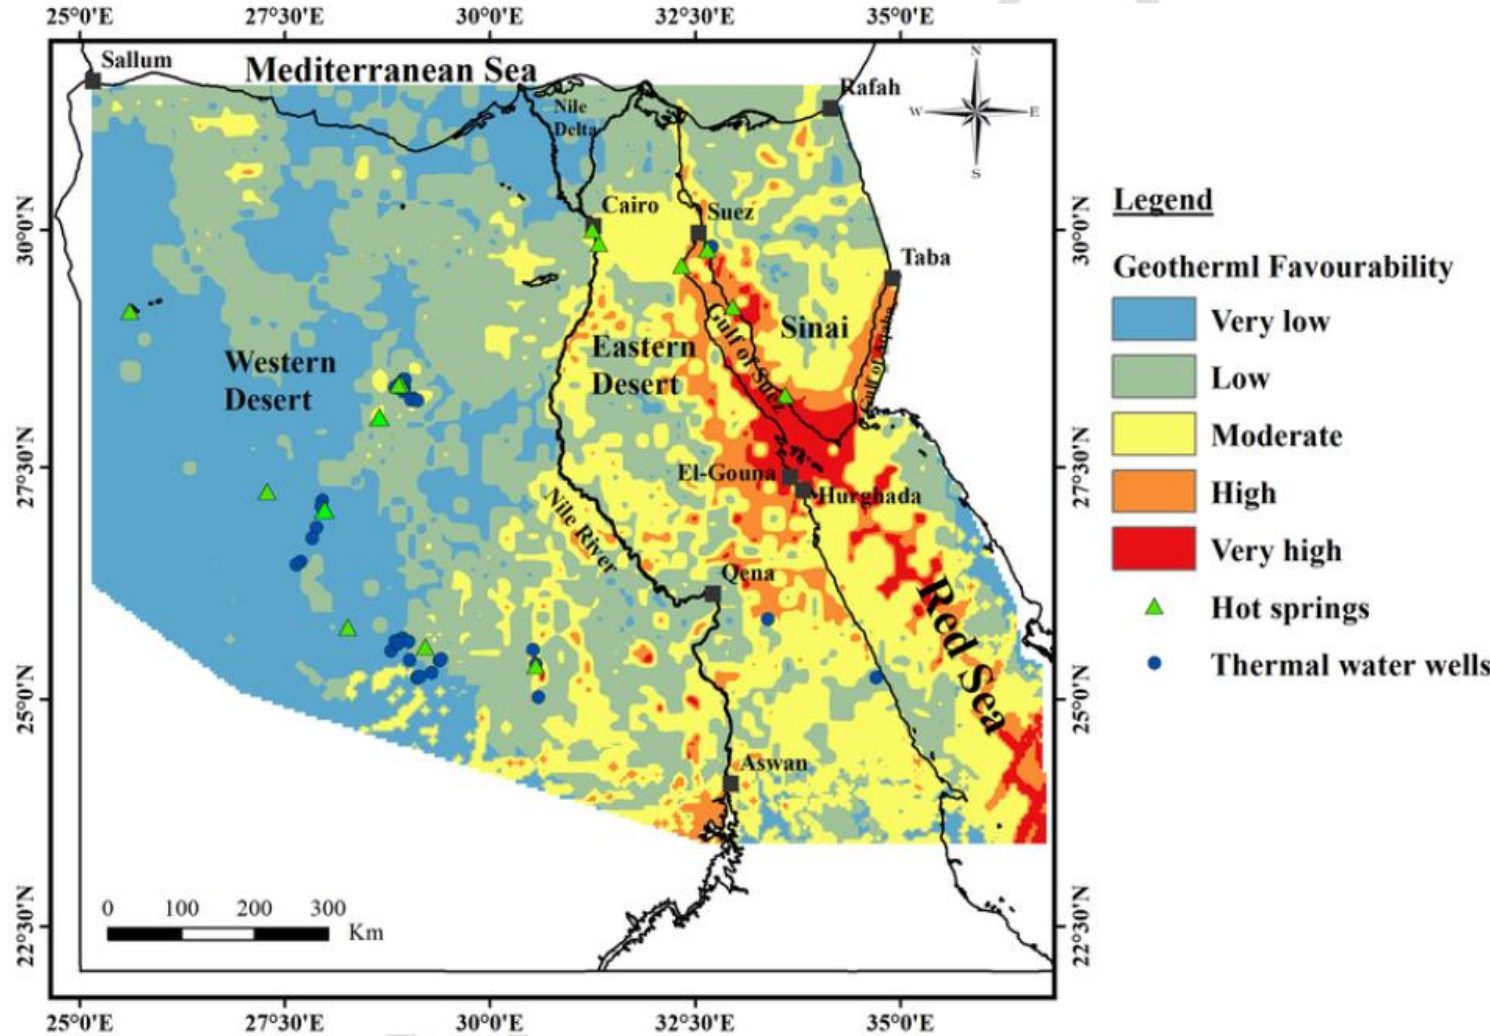 25°0'E 27°30'E 30°0'E 32°30'E 35°0'E
Sallum
Mediterranean Sea
Rafah
N
W E
S
Nile
Delta
30°0'N
Cairo
Suez
30°0'N
Taba
Legend
Geotherml Favourability
Very low
Low
Moderate
High
Very high
Hot springs
Thermal water wells
Western
Desert
Eastern
Desert
Gulf of Suez
Sinai
Gulf of Aqaba
27°30'N
El-Gouna
Hurghada
27°30'N
Nile River
Qena
Red Sea
25°0'N
25°0'N
Aswan
0 100 200 300
Km
22°30'N
22°30'N
25°0'E 27°30'E 30°0'E 32°30'E 35°0'E